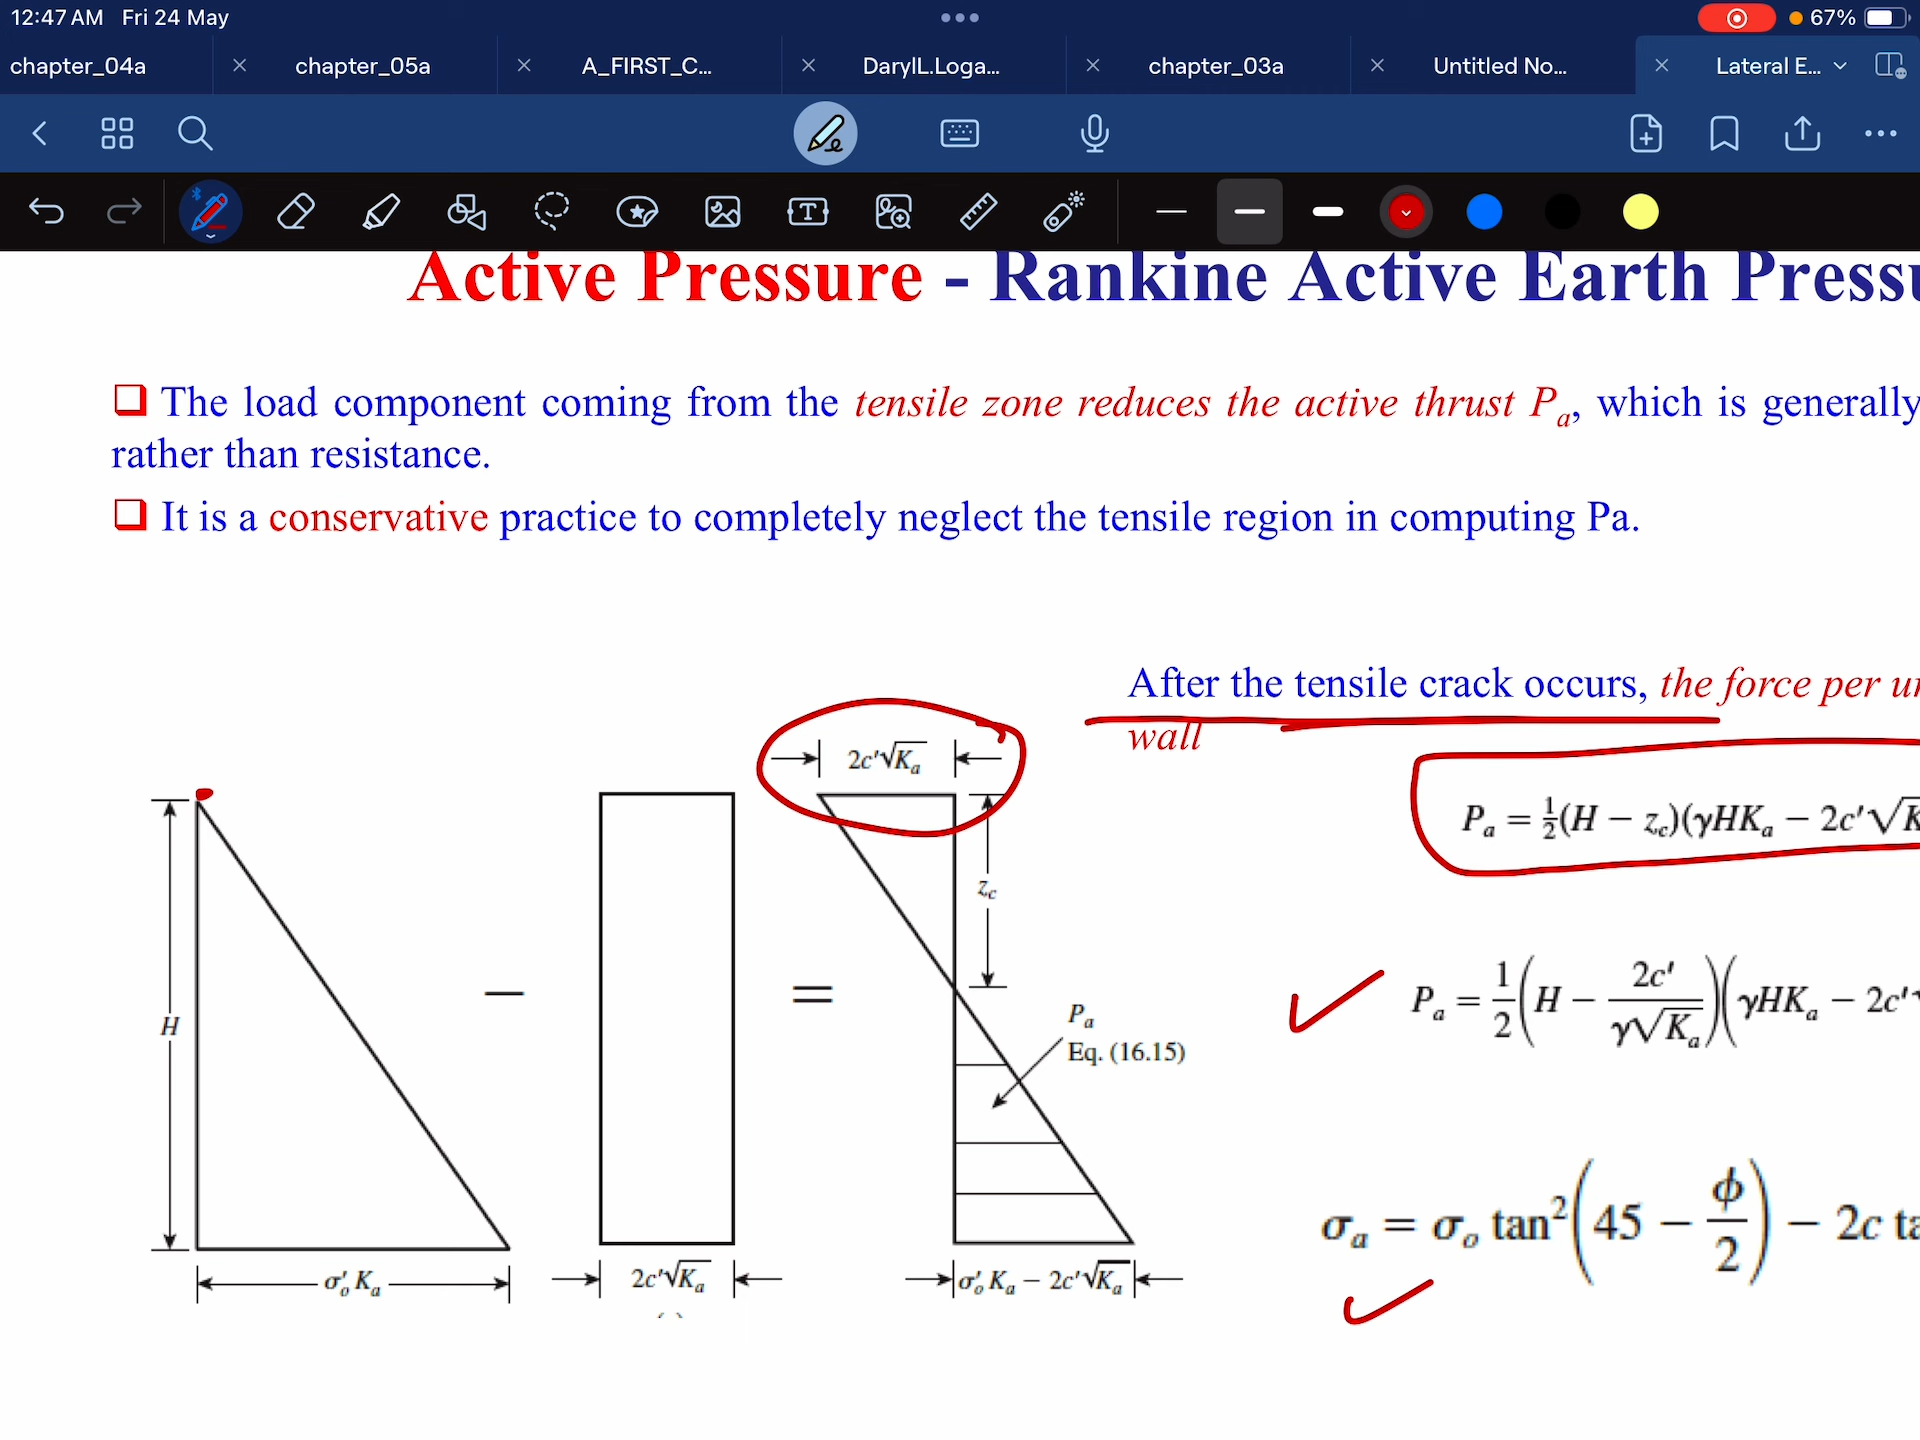 12:47 AM Fri 24 May
67%
chapter_04a
chapter_05a
A_FIRST_C...
DarylL.Loga...
chapter_03a
Untitled No...
Lateral E...
Active Pressure - Rankine Active Earth Pressu
❑ The load component coming from the tensile zone reduces the active thrust Pₐ, which is generally
rather than resistance.
❑ It is a conservative practice to completely neglect the tensile region in computing Pa.
After the tensile crack occurs, the force per un
wall
2c'√Kₐ
Pₐ = ½(H − z_c)(γHKₐ − 2c'√K
z_c
Pₐ = 1/2 (H − 2c'/(γ√Kₐ))(γHKₐ − 2c'√
H
Pₐ
Eq. (16.15)
− =
σₐ = σₒ tan²(45 − ϕ/2) − 2c ta
σ'ₒ Kₐ
2c'√Kₐ
σ'ₒ Kₐ − 2c'√Kₐ